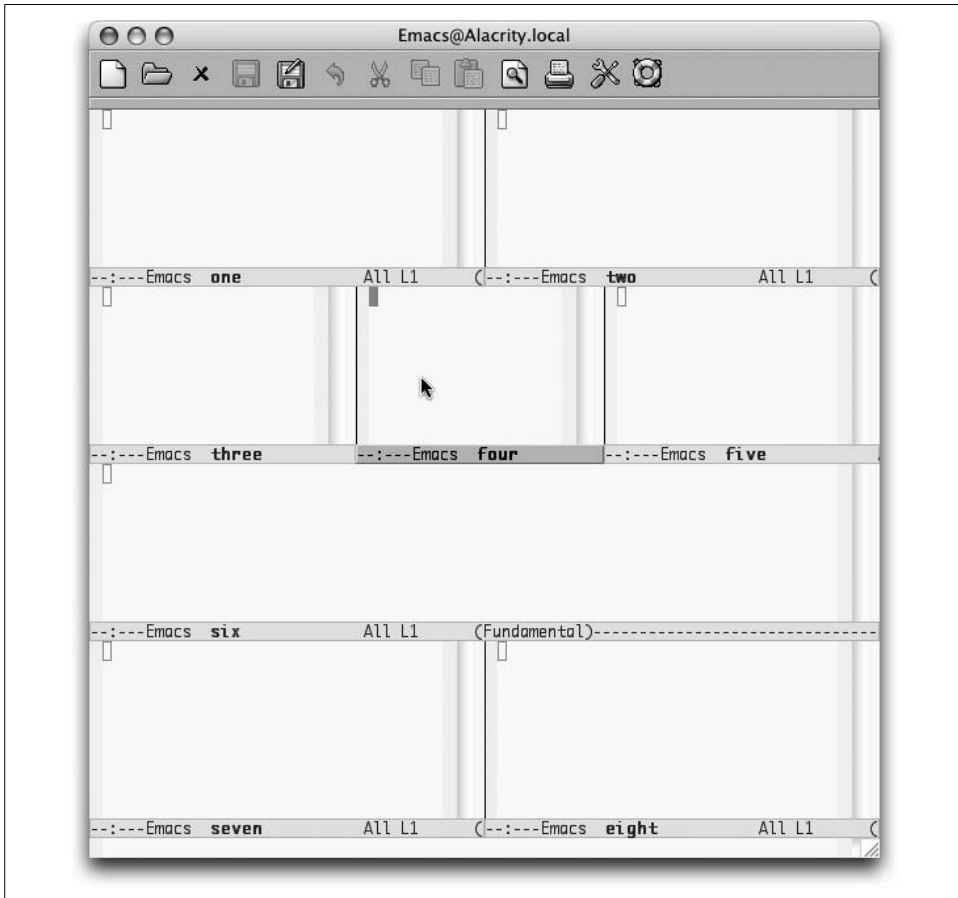 Emacs@Alacrity.local
--:---Emacs  one            All L1      (--:---Emacs  two            All L1      (
--:---Emacs  three          --:---Emacs  four          --:---Emacs  five
--:---Emacs  six            All L1      (Fundamental)-------------------------------
--:---Emacs  seven          All L1      (--:---Emacs  eight          All L1      (